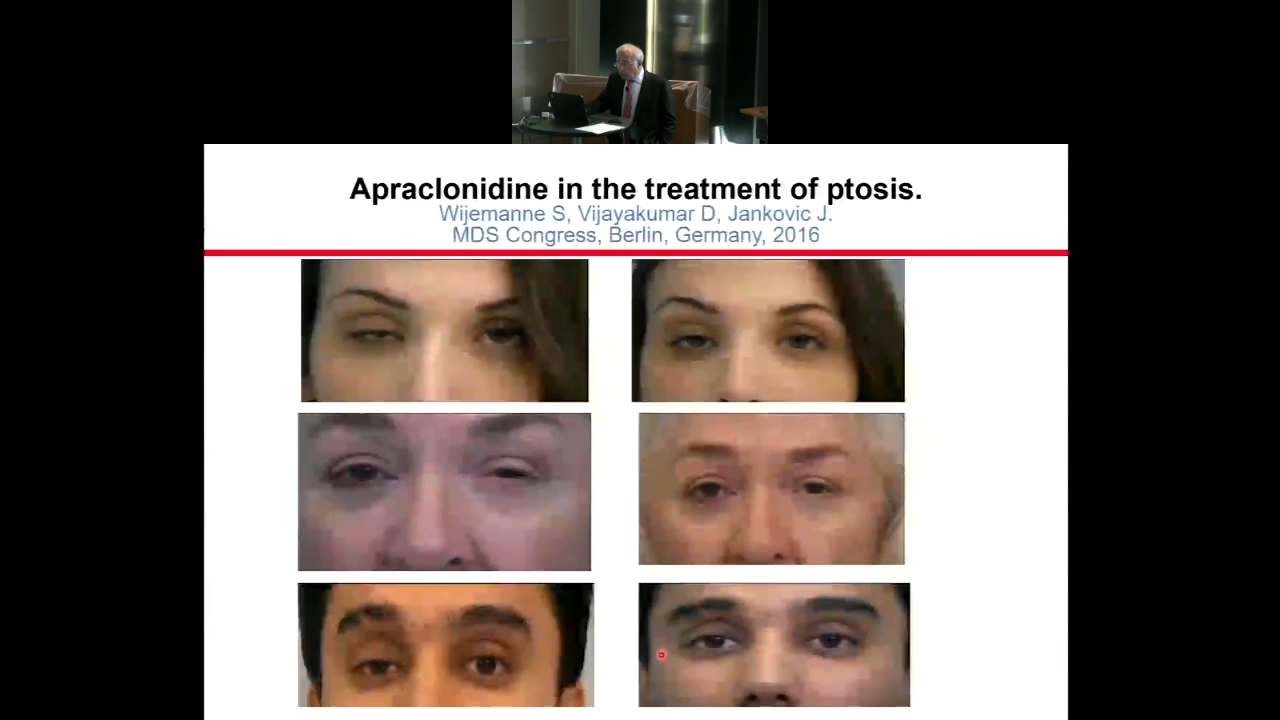 Apraclonidine in the treatment of ptosis.
Wijemanne S, Vijayakumar D, Jankovic J.
MDS Congress, Berlin, Germany, 2016